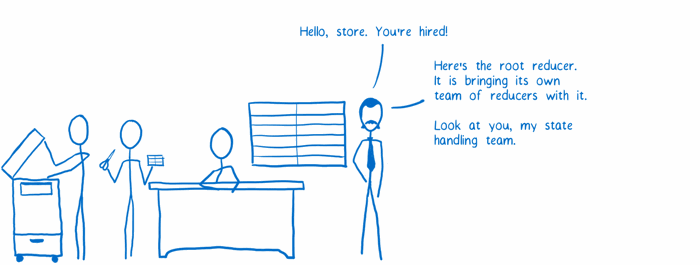 Hello, store. You're hired!
Here's the root reducer.
It is bringing its own
team of reducers with it.
Look at you, my state
handling team.